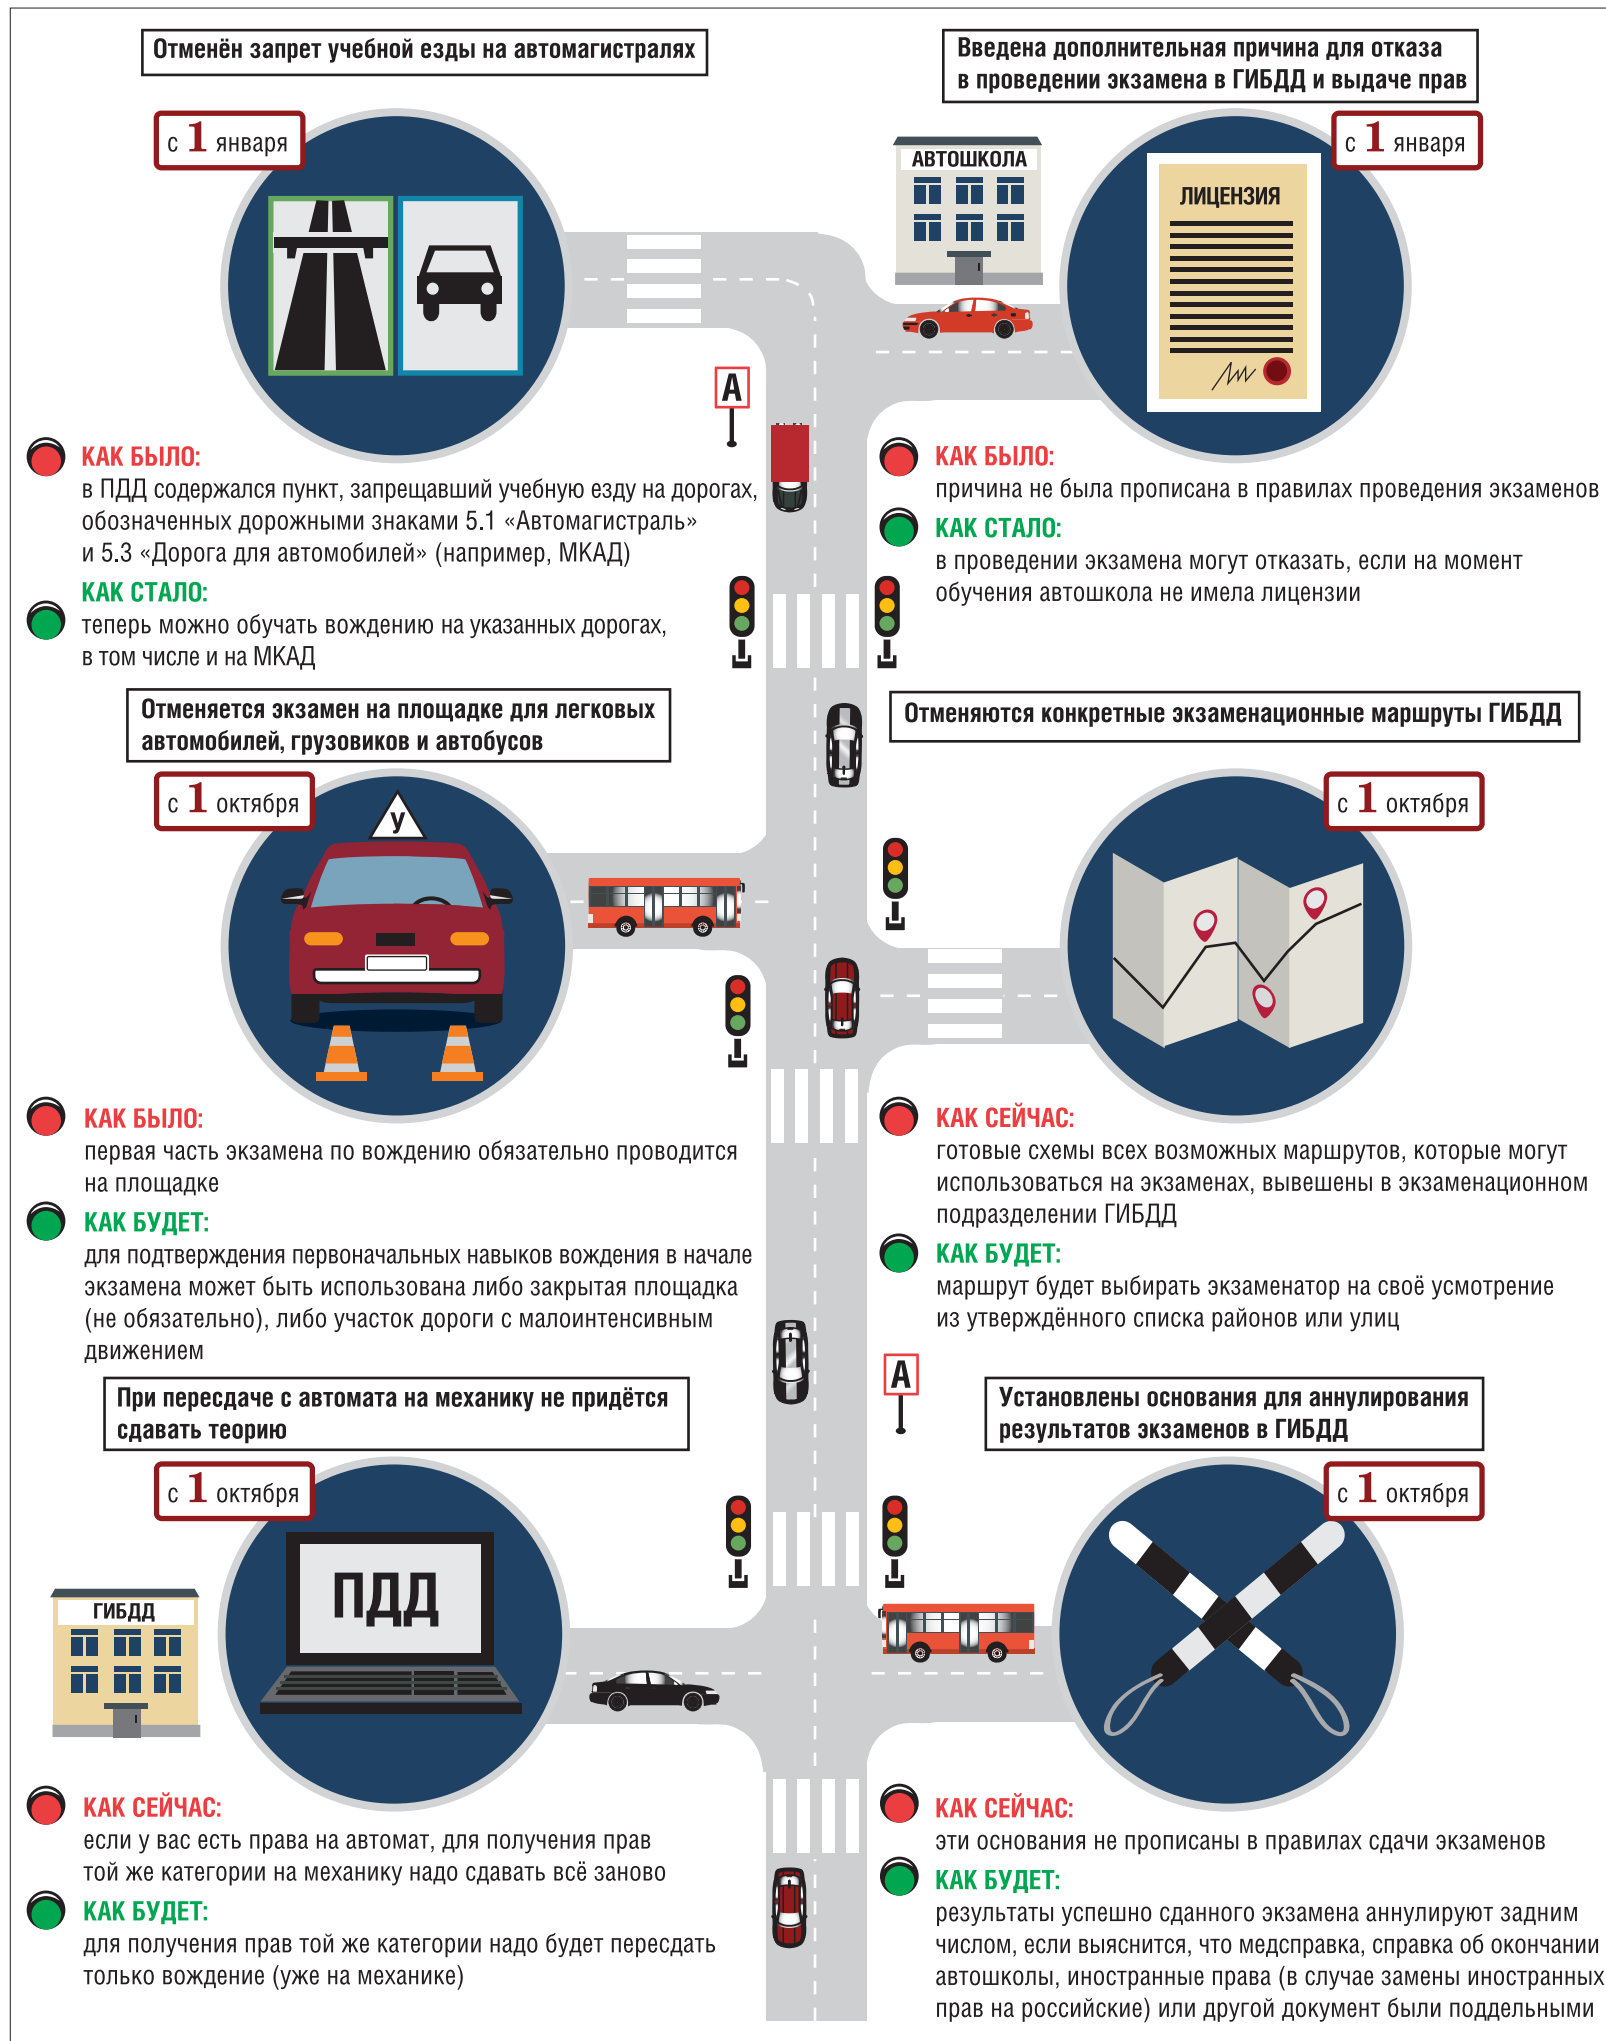 Отменён запрет учебной езды на автомагистралях
с 1 января
КАК БЫЛО:
в ПДД содержался пункт, запрещавший учебную езду на дорогах,
обозначенных дорожными знаками 5.1 «Автомагистраль»
и 5.3 «Дорога для автомобилей» (например, МКАД)
КАК СТАЛО:
теперь можно обучать вождению на указанных дорогах,
в том числе и на МКАД
Введена дополнительная причина для отказа
в проведении экзамена в ГИБДД и выдаче прав
с 1 января
АВТОШКОЛА
ЛИЦЕНЗИЯ
А
КАК БЫЛО:
причина не была прописана в правилах проведения экзаменов
КАК СТАЛО:
в проведении экзамена могут отказать, если на момент
обучения автошкола не имела лицензии
Отменяется экзамен на площадке для легковых
автомобилей, грузовиков и автобусов
с 1 октября
У
КАК БЫЛО:
первая часть экзамена по вождению обязательно проводится
на площадке
КАК БУДЕТ:
для подтверждения первоначальных навыков вождения в начале
экзамена может быть использована либо закрытая площадка
(не обязательно), либо участок дороги с малоинтенсивным
движением
Отменяются конкретные экзаменационные маршруты ГИБДД
с 1 октября
КАК СЕЙЧАС:
готовые схемы всех возможных маршрутов, которые могут
использоваться на экзаменах, вывешены в экзаменационном
подразделении ГИБДД
КАК БУДЕТ:
маршрут будет выбирать экзаменатор на своё усмотрение
из утверждённого списка районов или улиц
А
При пересдаче с автомата на механику не придётся
сдавать теорию
с 1 октября
ПДД
ГИБДД
КАК СЕЙЧАС:
если у вас есть права на автомат, для получения прав
той же категории на механику надо сдавать всё заново
КАК БУДЕТ:
для получения прав той же категории надо будет пересдать
только вождение (уже на механике)
Установлены основания для аннулирования
результатов экзаменов в ГИБДД
с 1 октября
КАК СЕЙЧАС:
эти основания не прописаны в правилах сдачи экзаменов
КАК БУДЕТ:
результаты успешно сданного экзамена аннулируют задним
числом, если выяснится, что медсправка, справка об окончании
автошколы, иностранные права (в случае замены иностранных
прав на российские) или другой документ были поддельными